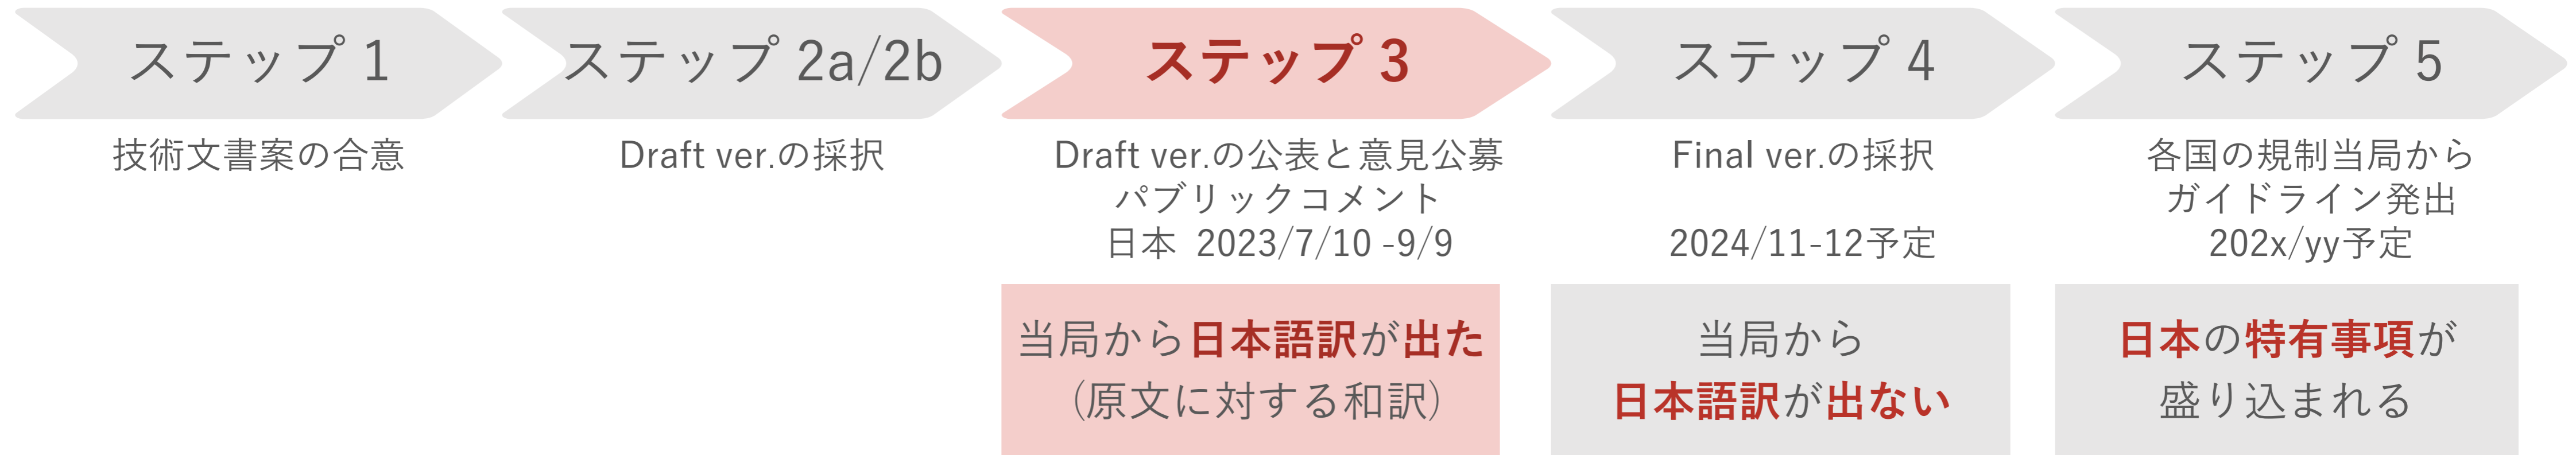 ステップ 1
技術文書案の合意
ステップ 2a/2b
Draft ver.の採択
ステップ 3
Draft ver.の公表と意見公募
パブリックコメント
日本 2023/7/10 -9/9
当局から日本語訳が出た
(原文に対する和訳)
ステップ 4
Final ver.の採択
2024/11-12予定
当局から
日本語訳が出ない
ステップ 5
各国の規制当局から
ガイドライン発出
202x/yy予定
日本の特有事項が
盛り込まれる